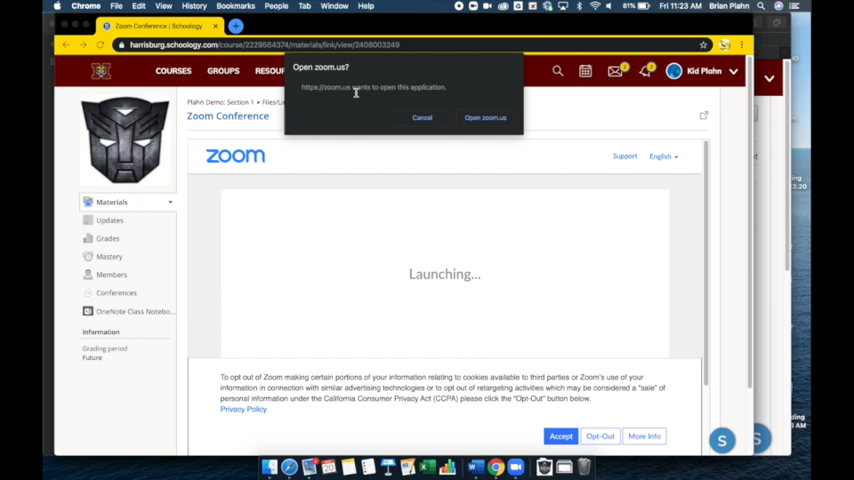 Chrome File Edit View History Bookmarks People Tab Window Help
61% Fri 11:23 AM Brian Plahn
Zoom Conference | Schoology
harrisburg.schoology.com/course/2229564374/materials/link/view/2408003249
COURSES GROUPS RESOU
Kid Plahn
Open zoom.us?
https://zoom.us wants to open this application.
Cancel Open zoom.us
Plahn Demo: Section 1 Files/Li
Zoom Conference
Materials
Updates
Grades
Mastery
Members
Conferences
OneNote Class Notebo...
Information
Grading period
Future
zoom
Support English
Launching...
To opt out of Zoom making certain portions of your information relating to cookies available to third parties or Zoom's use of your
information in connection with similar advertising technologies or to opt out of retargeting activities which may be considered a "sale" of
personal information under the California Consumer Privacy Act (CCPA) please click the "Opt-Out" button below.
Privacy Policy
Accept Opt-Out More Info
S
S